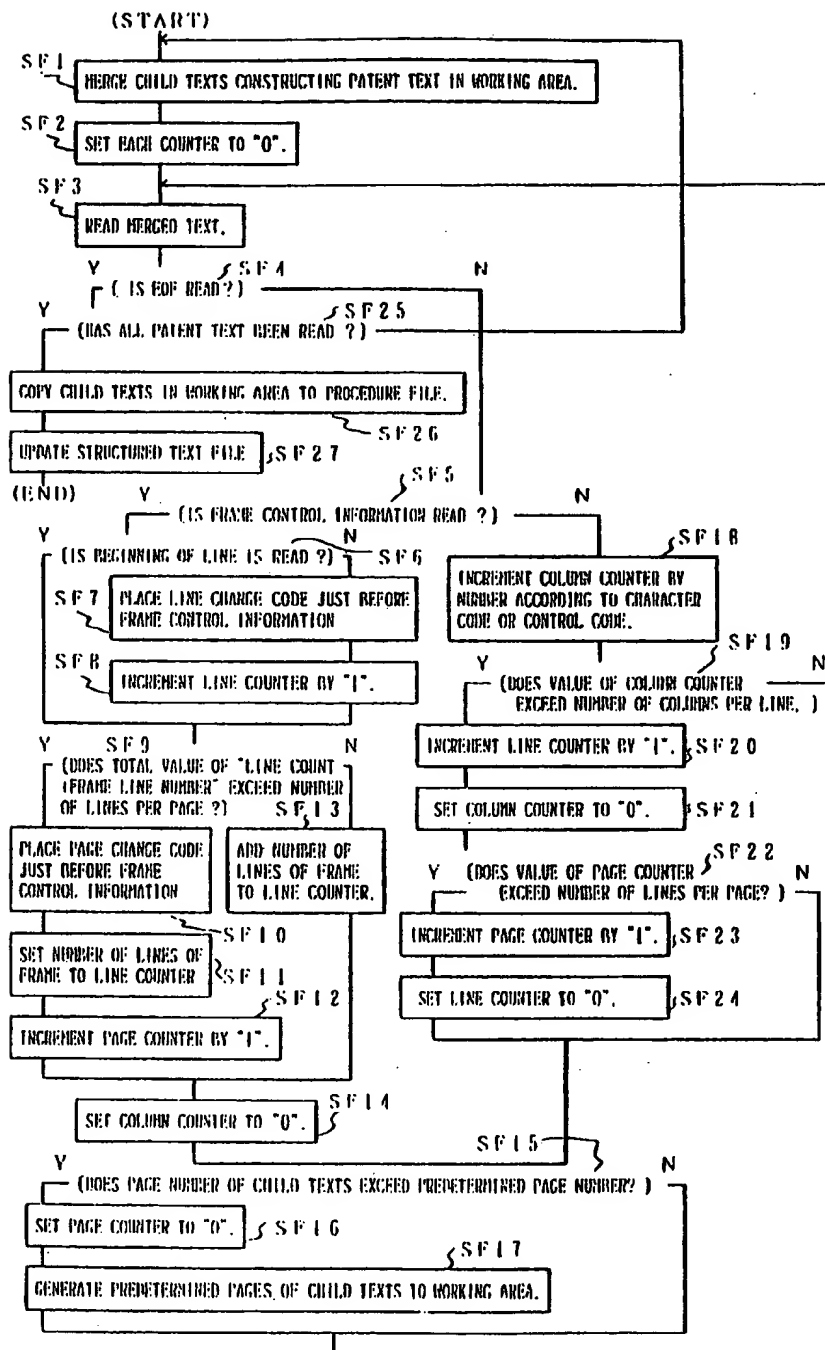 (START)
SF1
MERGE CHILD TEXTS CONSTRUCTING PATENT TEXT IN WORKING AREA.
SF2
SET EACH COUNTER TO "0".
SF3
READ MERGED TEXT.
Y
SF4
N
( IS EOF READ?)
Y
SF25
(HAS ALL PATENT TEXT BEEN READ ?)
COPY CHILD TEXTS IN WORKING AREA TO PROCEDURE FILE.
SF26
UPDATE STRUCTURED TEXT FILE
SF27
(END)
Y
SF5
N
(IS FRAME CONTROL INFORMATION READ ?)
Y
N
(IS BEGINNING OF LINE IS READ ?)
SF6
SF7
PLACE LINE CHANGE CODE JUST BEFORE
FRAME CONTROL INFORMATION
SF8
INCREMENT LINE COUNTER BY "1".
SF18
INCREMENT COLUMN COUNTER BY
NUMBER ACCORDING TO CHARACTER
CODE OR CONTROL CODE.
SF19
Y
N
(DOES VALUE OF COLUMN COUNTER
EXCEED NUMBER OF COLUMNS PER LINE. )
INCREMENT LINE COUNTER BY "1".
SF20
SET COLUMN COUNTER TO "0".
SF21
Y
SF9
N
(DOES TOTAL VALUE OF "LINE COUNT
+FRAME LINE NUMBER" EXCEED NUMBER
OF LINES PER PAGE ?)
SF13
PLACE PAGE CHANGE CODE
JUST BEFORE FRAME
CONTROL INFORMATION
ADD NUMBER OF
LINES OF FRAME
TO LINE COUNTER.
SF10
SET NUMBER OF LINES OF
FRAME TO LINE COUNTER
SF11
SF12
INCREMENT PAGE COUNTER BY "1".
Y
SF22
N
(DOES VALUE OF PAGE COUNTER
EXCEED NUMBER OF LINES PER PAGE? )
INCREMENT PAGE COUNTER BY "1".
SF23
SET LINE COUNTER TO "0".
SF24
SET COLUMN COUNTER TO "0".
SF14
SF15
Y
N
(DOES PAGE NUMBER OF CHILD TEXTS EXCEED PREDETERMINED PAGE NUMBER? )
SET PAGE COUNTER TO "0".
SF16
SF17
GENERATE PREDETERMINED PAGES OF CHILD TEXTS TO WORKING AREA.